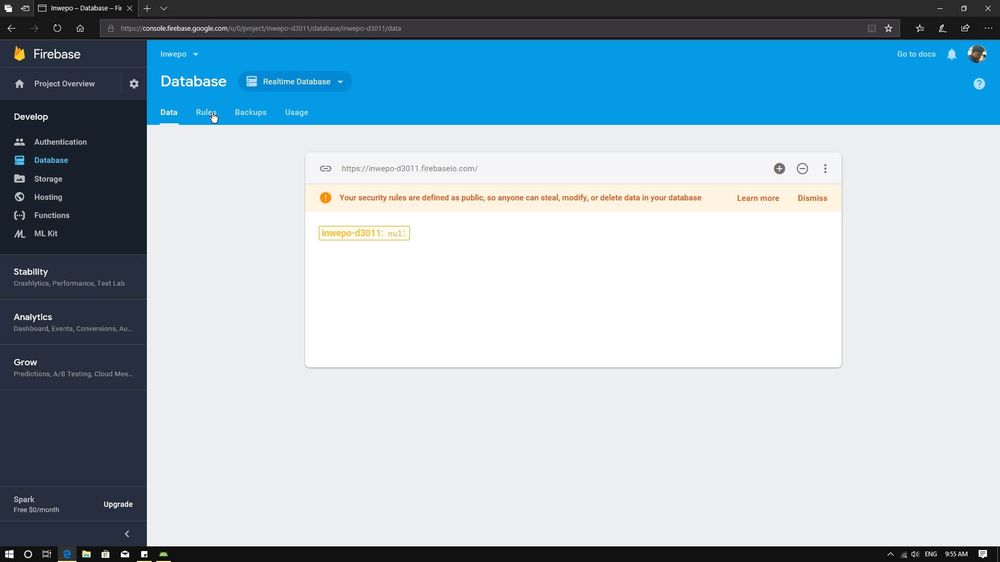 Inwepo – Database – Fir
https://console.firebase.google.com/u/0/project/inwepo-d3011/database/inwepo-d3011/data
Firebase
Inwepo
Go to docs
Project Overview
Database
Realtime Database
Data
Rules
Backups
Usage
Develop
Authentication
Database
Storage
Hosting
Functions
ML Kit
https://inwepo-d3011.firebaseio.com/
Your security rules are defined as public, so anyone can steal, modify, or delete data in your database
Learn more
Dismiss
inwepo-d3011: null
Stability
Crashlytics, Performance, Test Lab
Analytics
Dashboard, Events, Conversions, Au...
Grow
Predictions, A/B Testing, Cloud Mes...
Spark
Free $0/month
Upgrade
ENG
9:55 AM